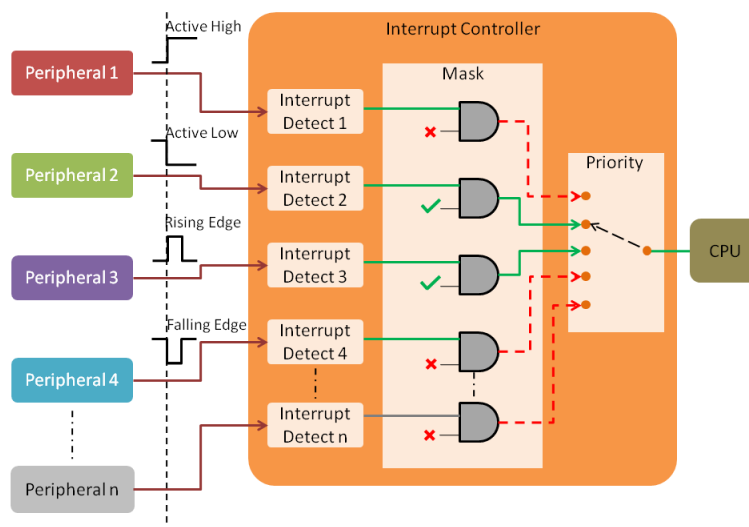 Active High
Interrupt Controller
Peripheral 1
Mask
Interrupt
Detect 1
Active Low
Priority
Peripheral 2
Interrupt
Detect 2
Rising Edge
CPU
Peripheral 3
Interrupt
Detect 3
Falling Edge
Interrupt
Detect 4
Peripheral 4
Interrupt
Detect n
Peripheral n